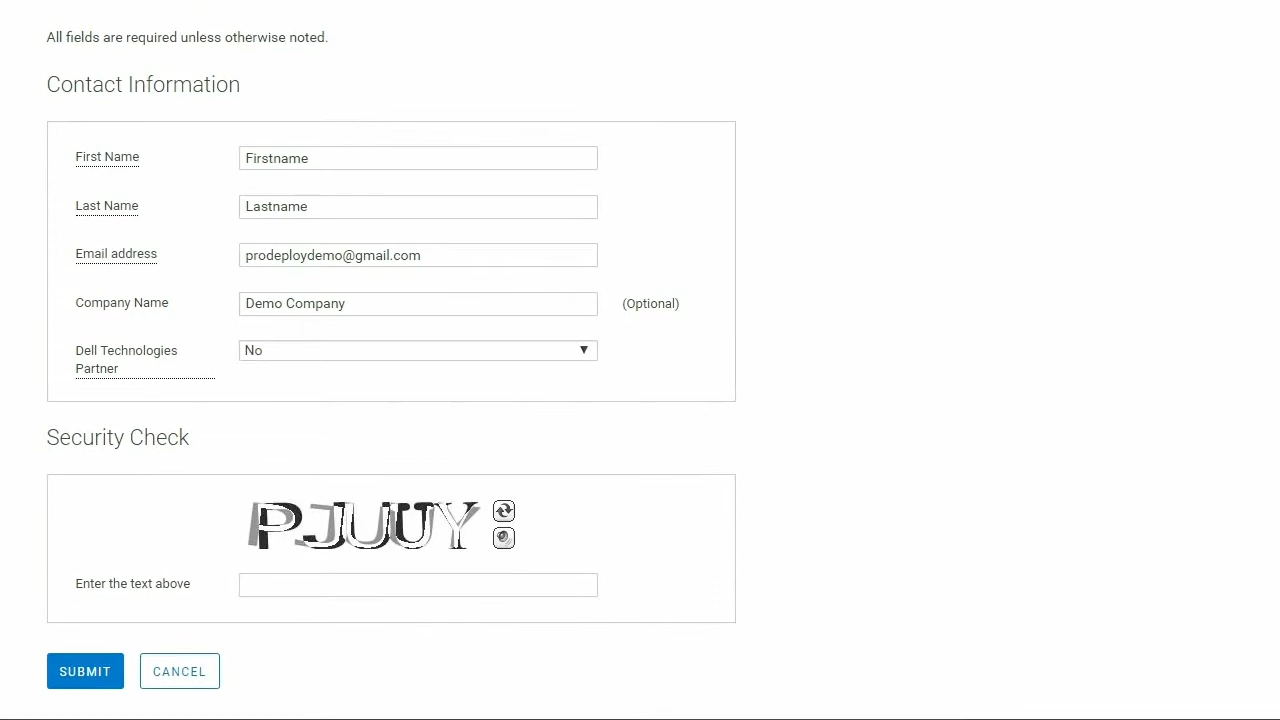 All fields are required unless otherwise noted.
Contact Information
First Name Firstname
Last Name Lastname
Email address prodeploydemo@gmail.com
Company Name Demo Company (Optional)
Dell Technologies No
Partner
Security Check
PJUUY
Enter the text above
SUBMIT CANCEL